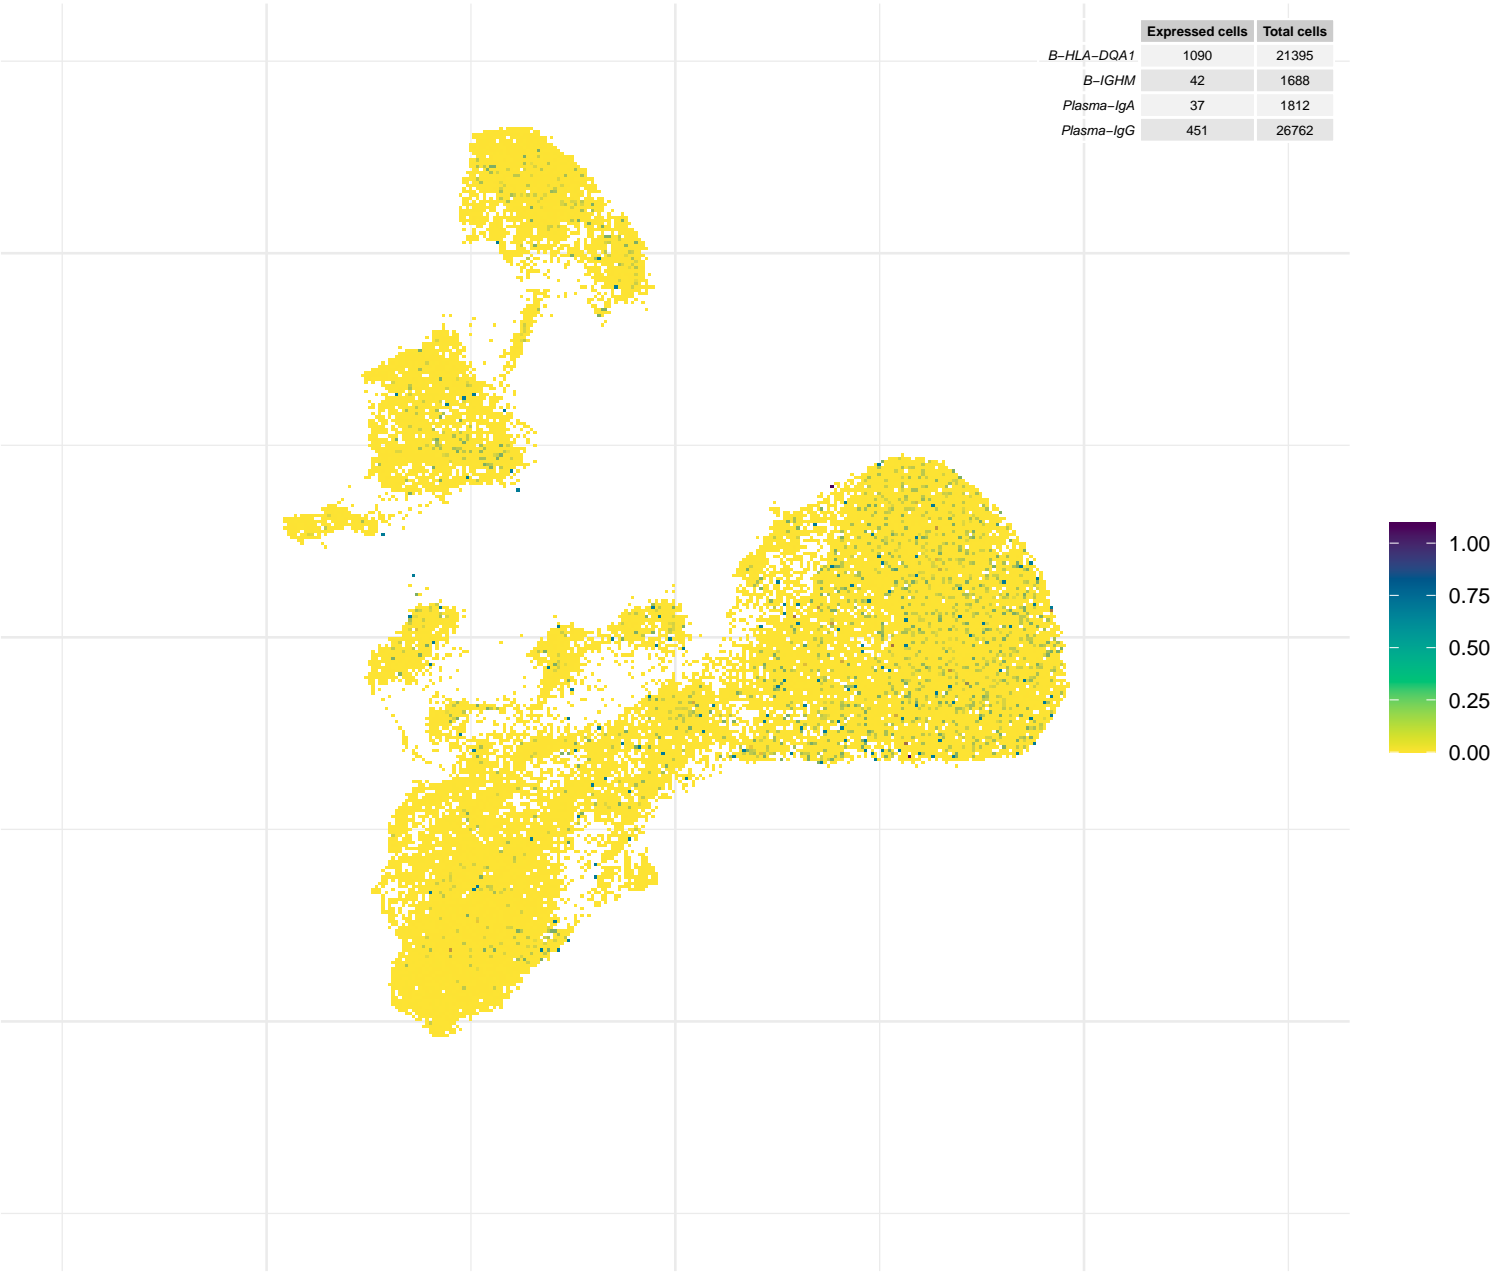 Expressed cells Total cells
B−HLA−DQA1 1090 21395
B−IGHM 42 1688
Plasma−IgA 37 1812
Plasma−IgG 451 26762
1.00
0.75
0.50
0.25
0.00